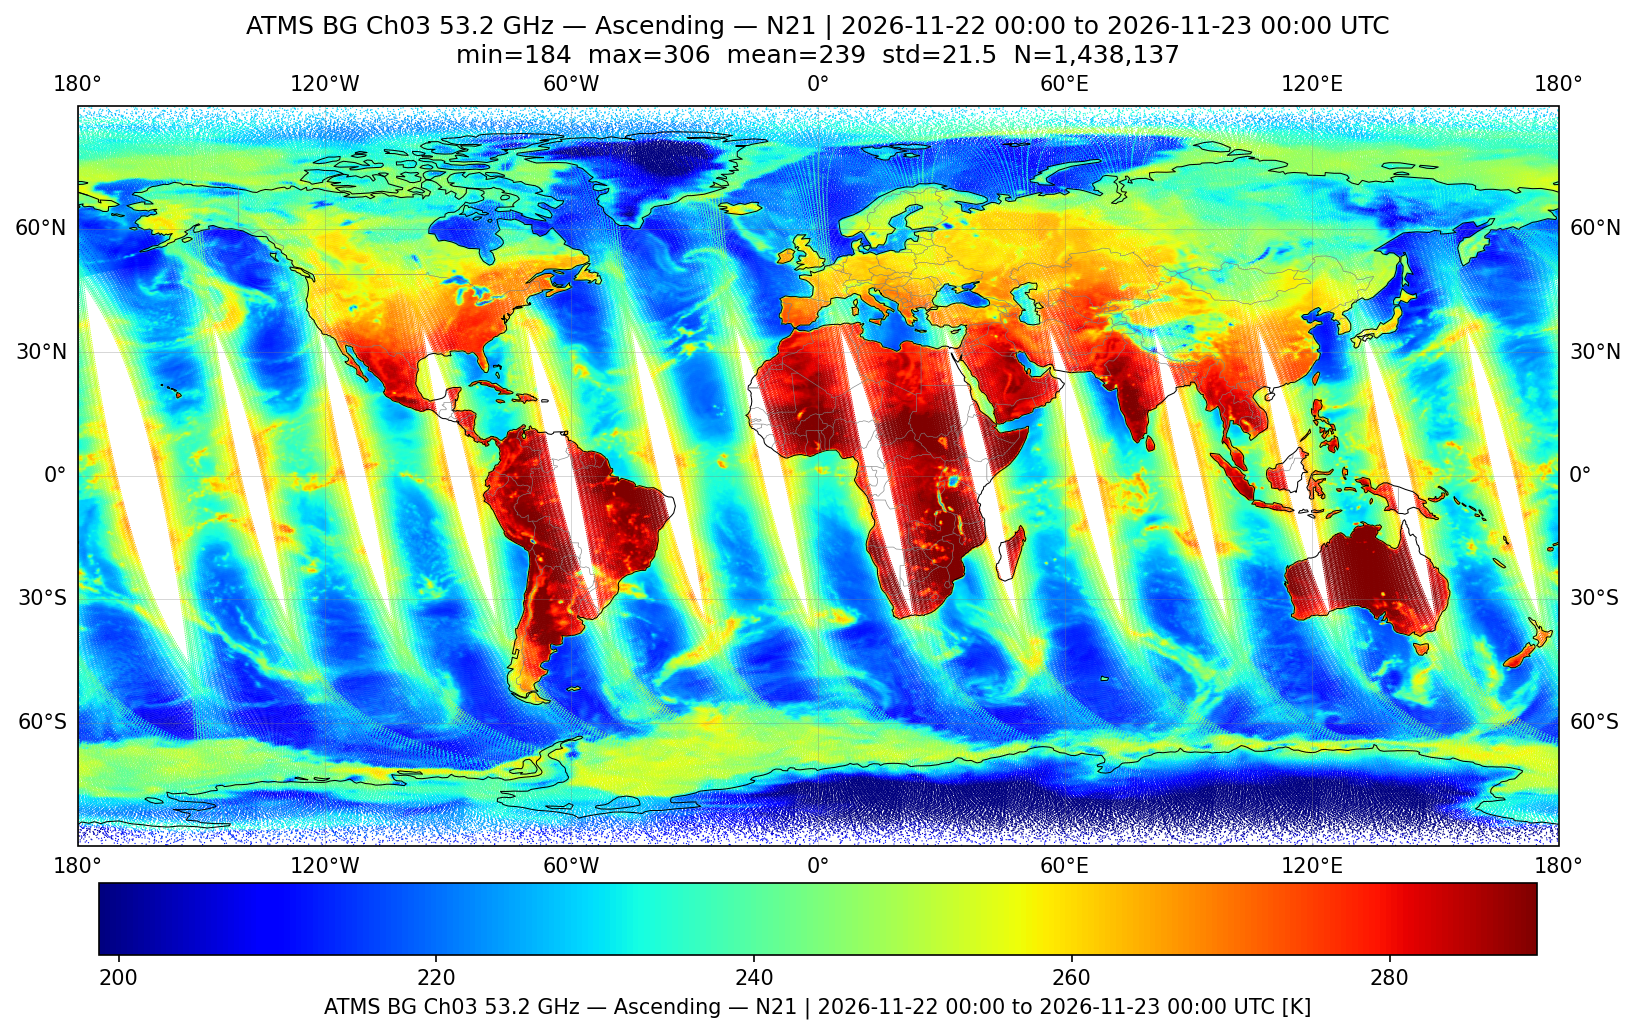 ATMS BG Ch03 53.2 GHz — Ascending — N21 | 2026-11-22 00:00 to 2026-11-23 00:00 UTC
min=184 max=306 mean=239 std=21.5 N=1,438,137
180° 120°W 60°W 0° 60°E 120°E 180°
60°N 60°N
30°N 30°N
0° 0°
30°S 30°S
60°S 60°S
180° 120°W 60°W 0° 60°E 120°E 180°
200 220 240 260 280
ATMS BG Ch03 53.2 GHz — Ascending — N21 | 2026-11-22 00:00 to 2026-11-23 00:00 UTC [K]